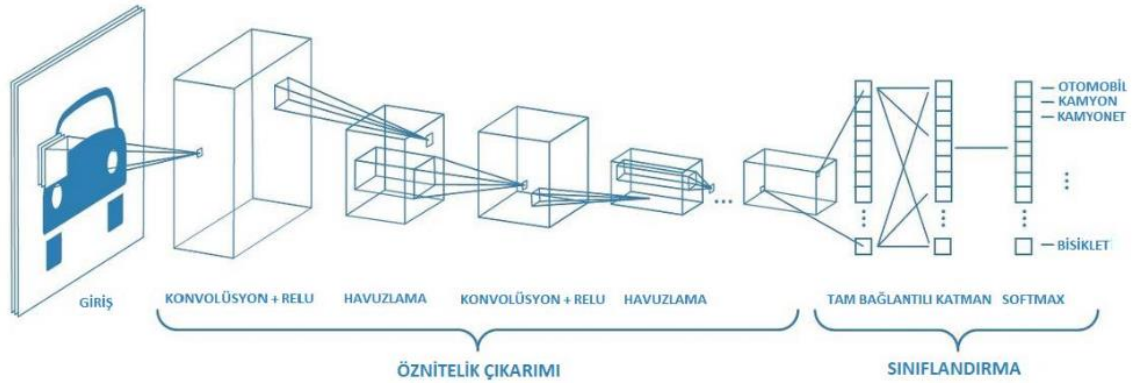 OTOMOBİL
KAMYON
KAMYONET
BİSİKLET
GİRİŞ
KONVOLÜSYON + RELU
HAVUZLAMA
KONVOLÜSYON + RELU
HAVUZLAMA
TAM BAĞLANTILI KATMAN
SOFTMAX
ÖZNİTELİK ÇIKARIMI
SINIFLANDIRMA